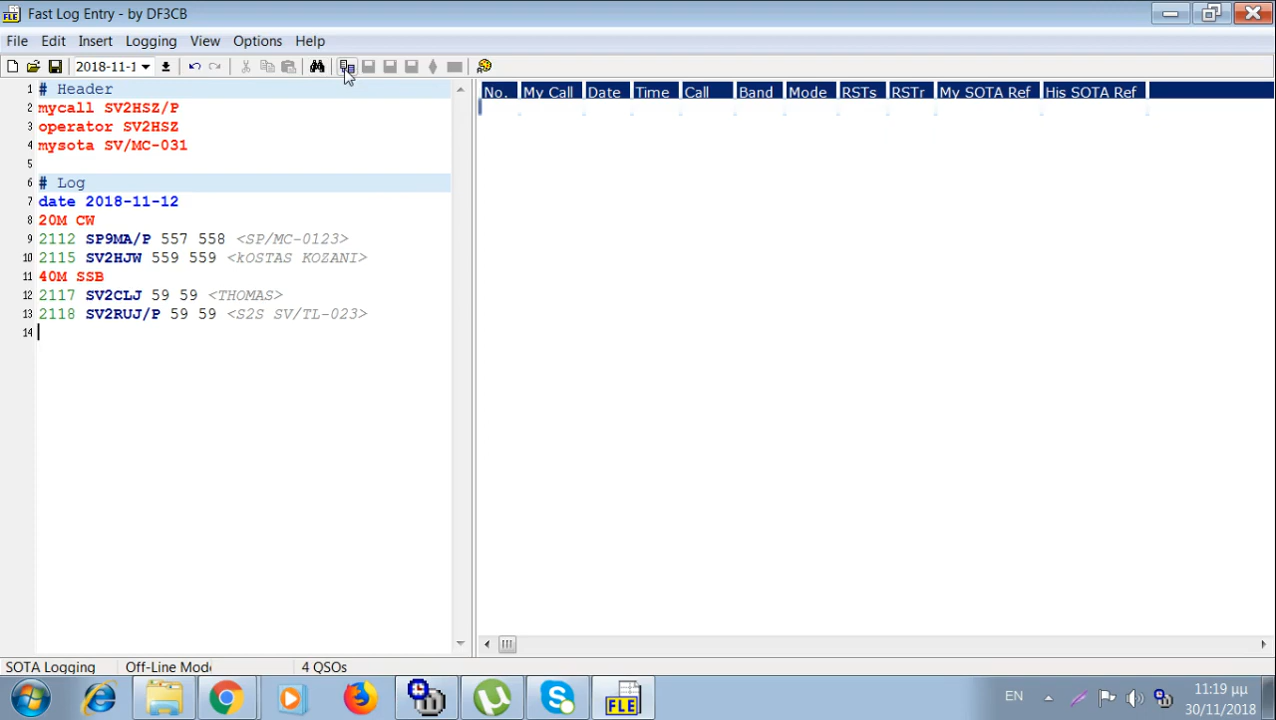 Fast Log Entry - by DF3CB
File Edit Insert Logging View Options Help
2018-11-1
1 # Header
2 mycall SV2HSZ/P
3 operator SV2HSZ
4 mysota SV/MC-031
5
6 # Log
7 date 2018-11-12
8 20M CW
9 2112 SP9MA/P 557 558 <SP/MC-0123>
10 2115 SV2HJW 559 559 <kOSTAS KOZANI>
11 40M SSB
12 2117 SV2CLJ 59 59 <THOMAS>
13 2118 SV2RUJ/P 59 59 <S2S SV/TL-023>
14
No. My Call Date Time Call Band Mode RSTs RSTr My SOTA Ref His SOTA Ref
SOTA Logging Off-Line Mode 4 QSOs
FLE
EN
11:19 μμ
30/11/2018